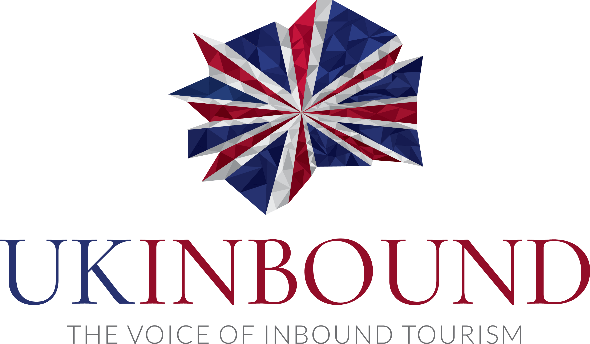 UKINBOUND
THE VOICE OF INBOUND TOURISM